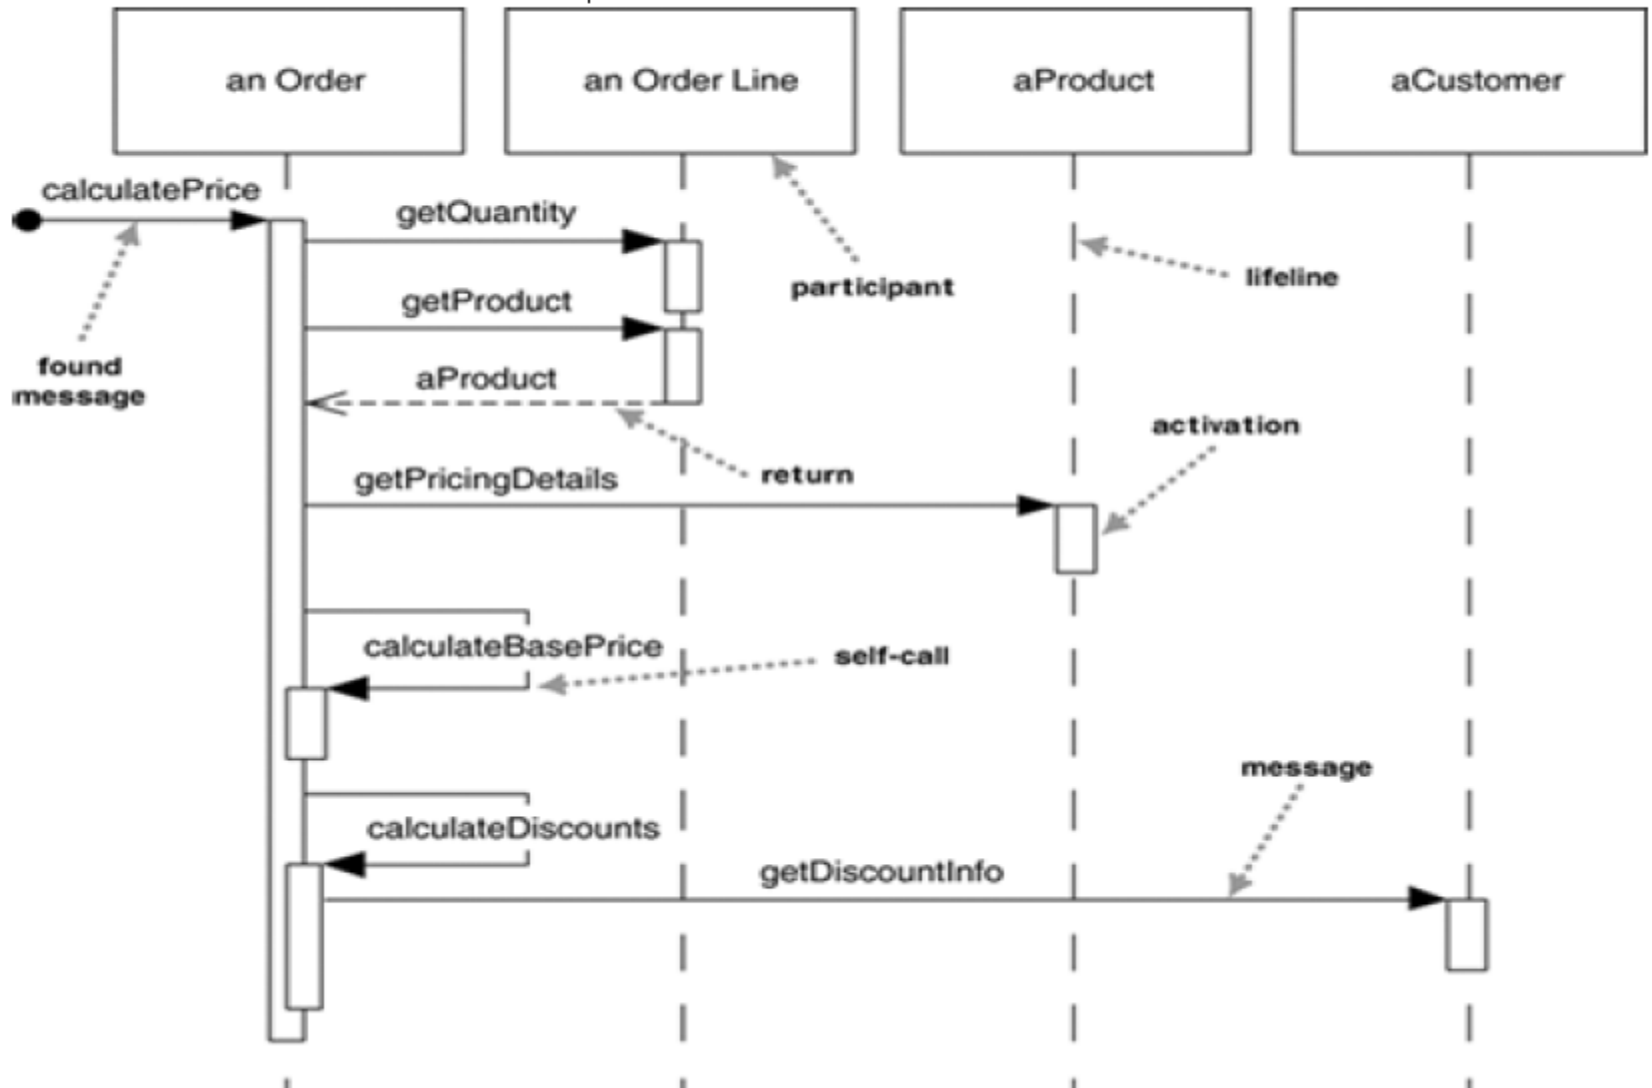 an Order
an Order Line
aProduct
aCustomer
calculatePrice
getQuantity
participant
lifeline
getProduct
found
message
aProduct
activation
return
getPricingDetails
calculateBasePrice
self-call
message
calculateDiscounts
getDiscountInfo